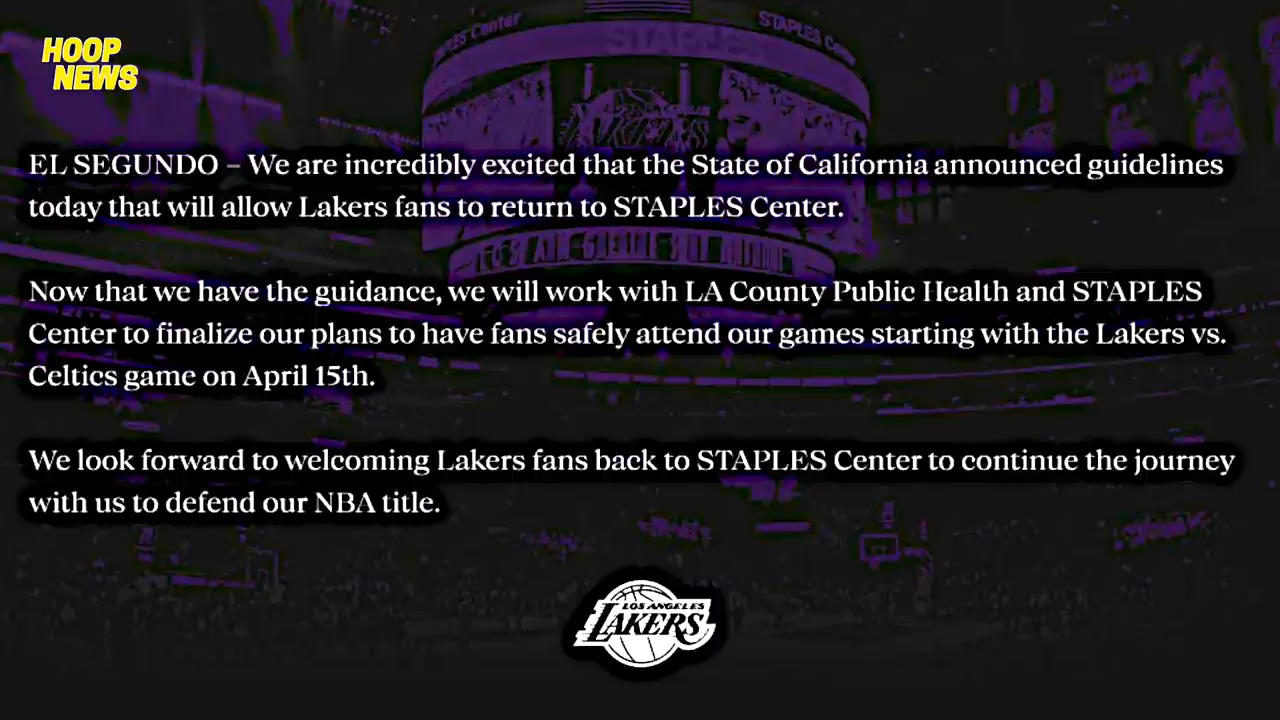 HOOP
NEWS
STAPLES Center
STAPLES
EL SEGUNDO – We are incredibly excited that the State of California announced guidelines
today that will allow Lakers fans to return to STAPLES Center.
Now that we have the guidance, we will work with LA County Public Health and STAPLES
Center to finalize our plans to have fans safely attend our games starting with the Lakers vs.
Celtics game on April 15th.
We look forward to welcoming Lakers fans back to STAPLES Center to continue the journey
with us to defend our NBA title.
LOS ANGELES
LAKERS